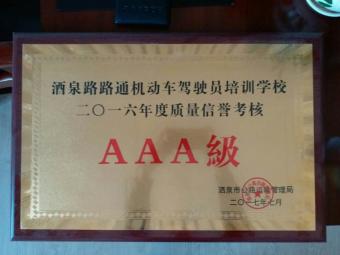 酒泉路路通机动车驾驶员培训学校
二〇一六年度质量信誉考核
AAA級
酒泉市公路运输管理局
二〇一七年七月